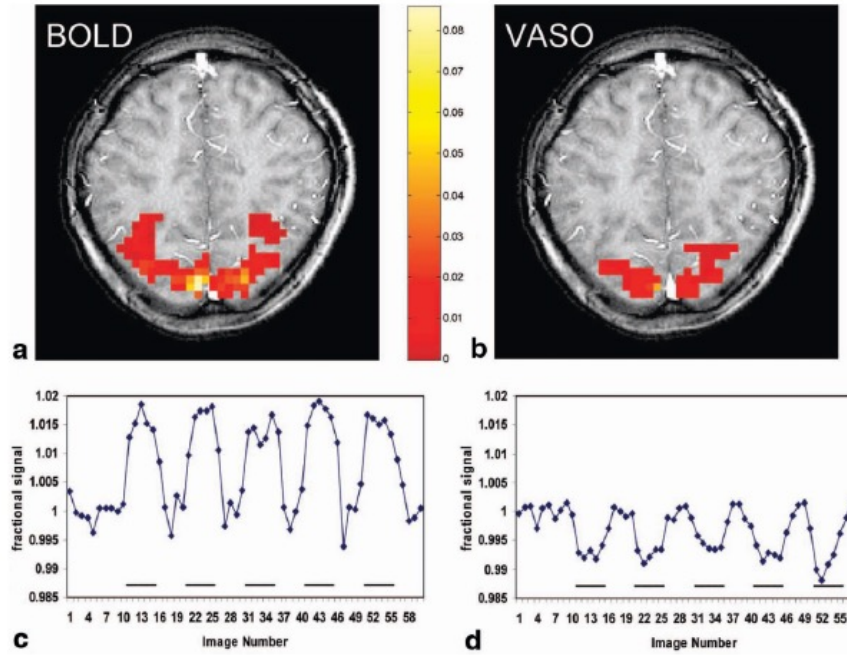 BOLD
0.08
0.07
0.06
0.05
0.04
0.03
0.02
0.01
0
VASO
a
b
fractional signal
1.02
1.015
1.01
1.005
1
0.995
0.99
0.985
1 4 7 10 13 16 19 22 25 28 31 34 37 40 43 46 49 52 55 58
Image Number
c
fractional signal
1.02
1.015
1.01
1.005
1
0.995
0.99
0.985
1 4 7 10 13 16 19 22 25 28 31 34 37 40 43 46 49 52 55
Image Number
d